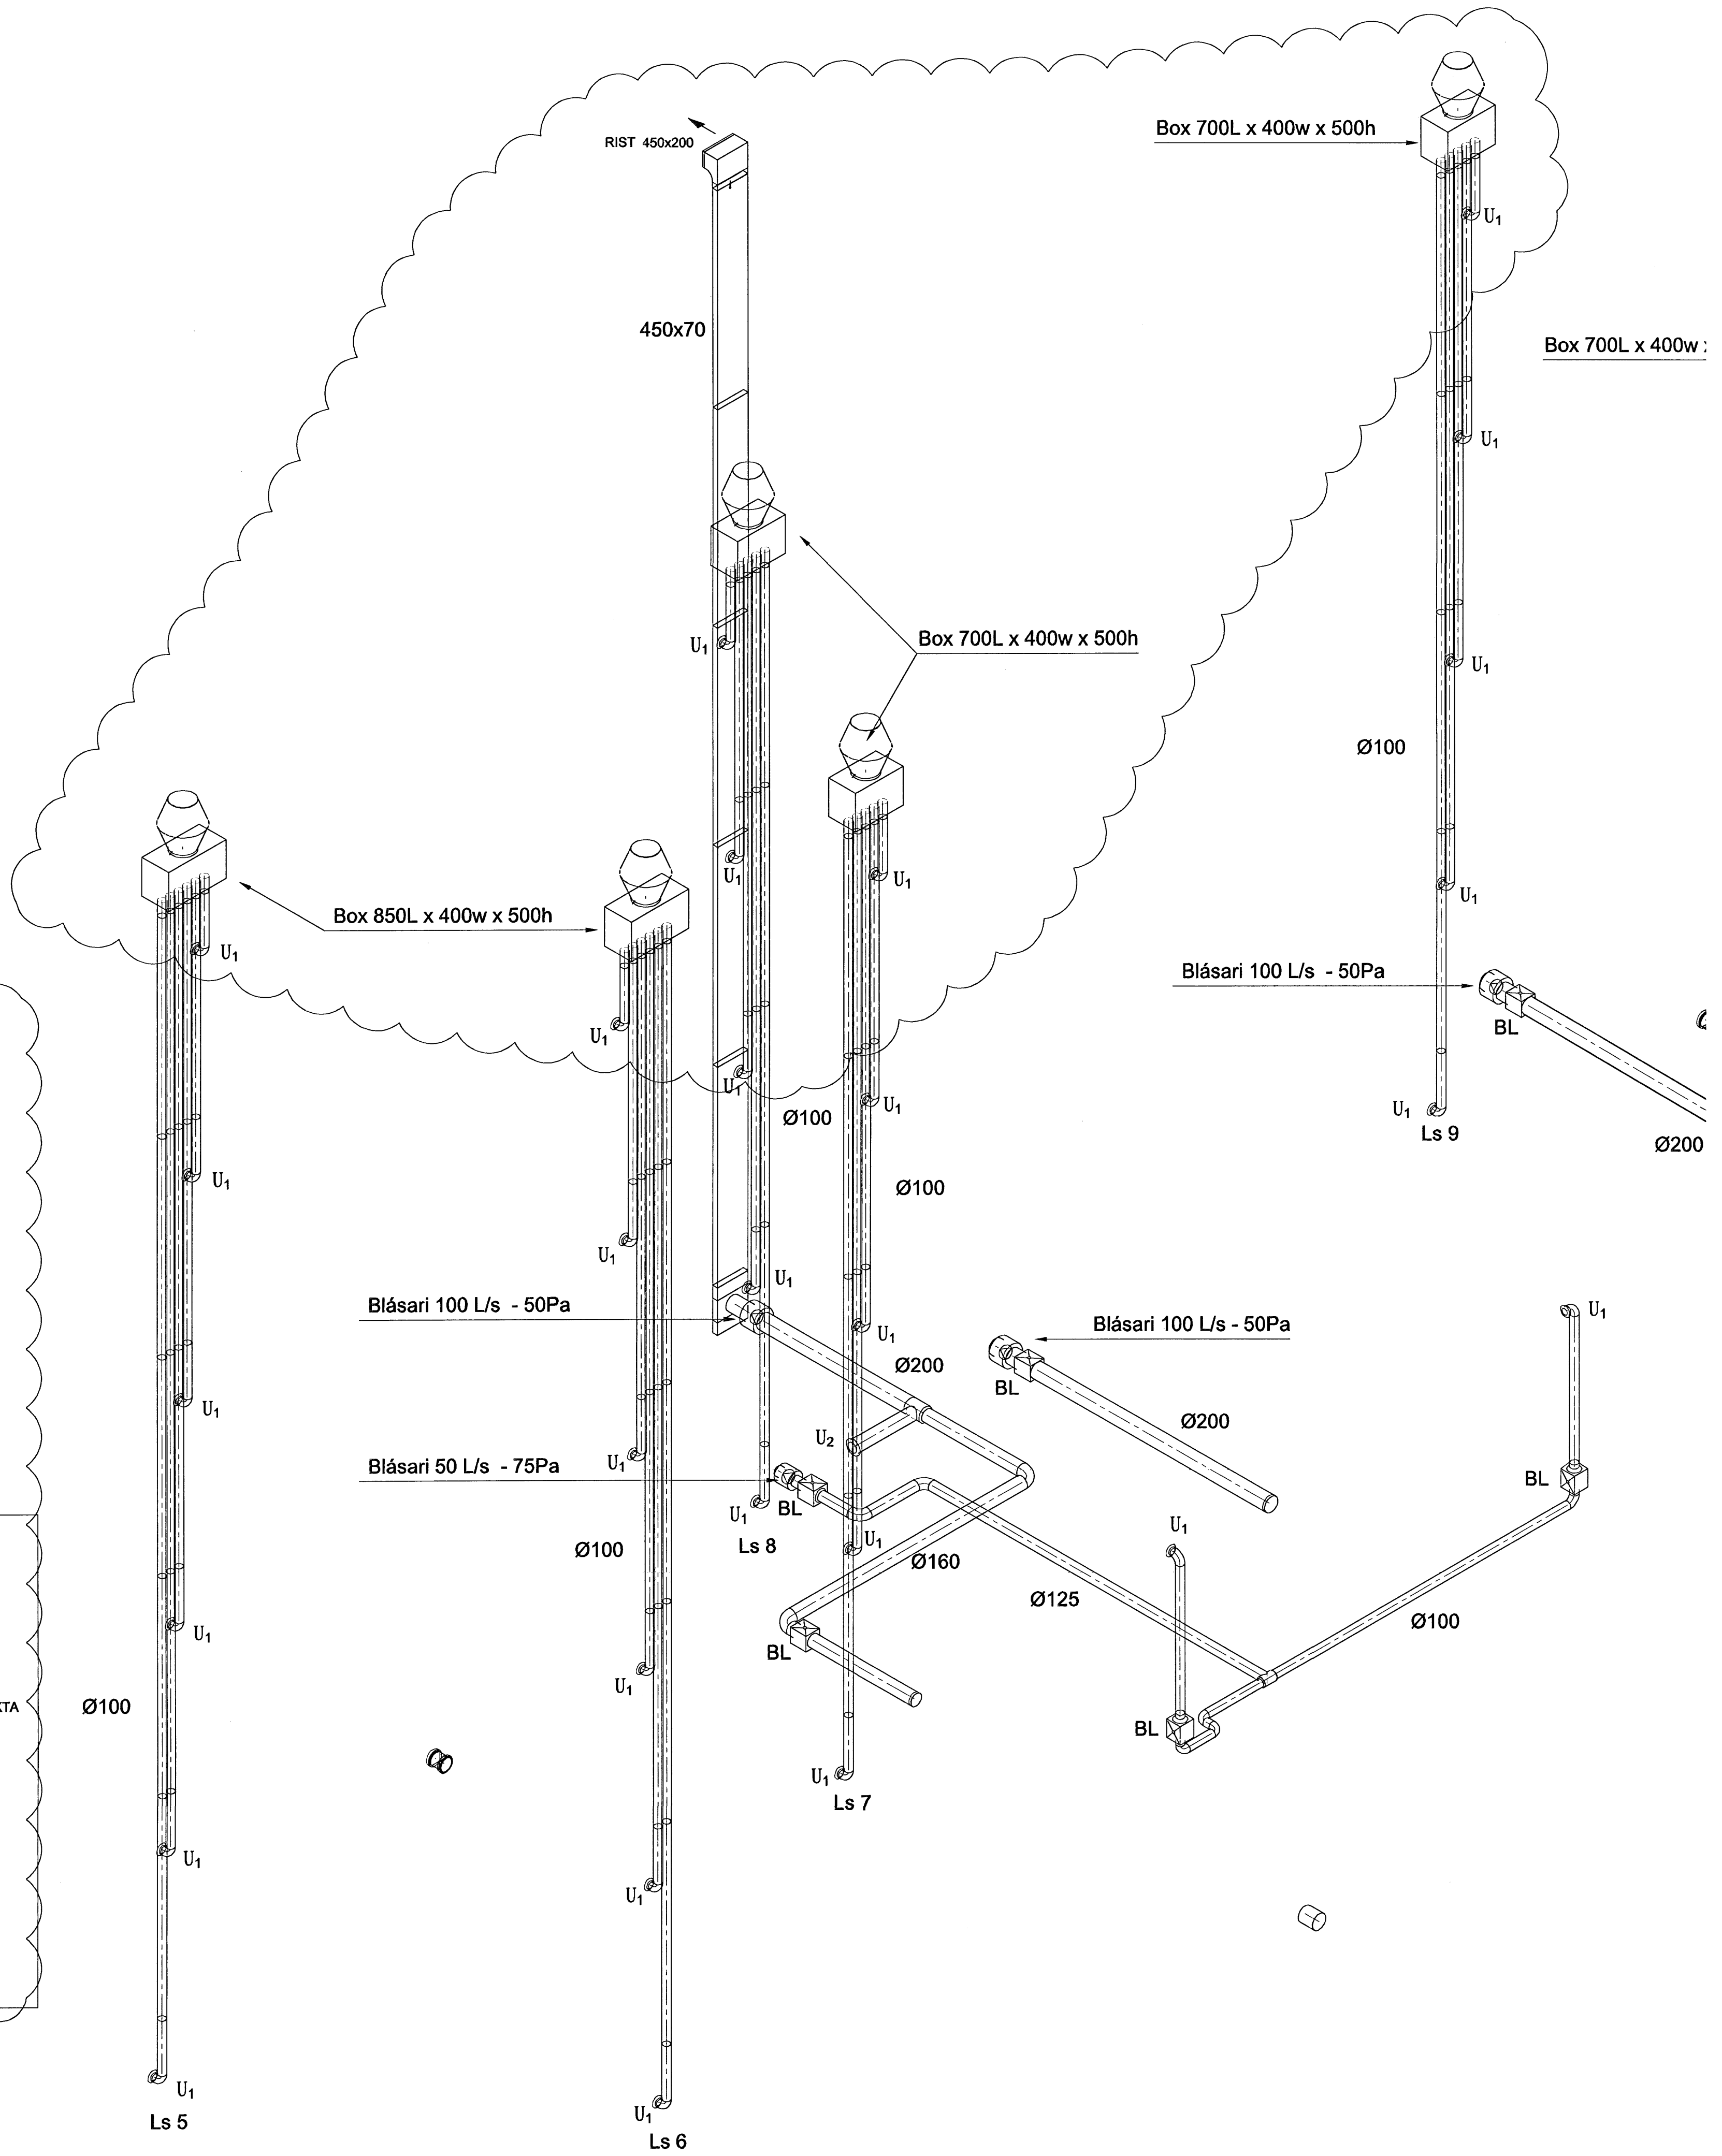 Box 700L x 400w x 500h
RIST 450x200
U1
450x70
Box 700L x 400w x
U1
Box 700L x 400w x 500h
U1
U1
Ø100
U1
U1
U1
Box 850L x 400w x 500h
U1
U1
Blásari 100 L/s - 50Pa
BL
U1
U1
Ø100
U1
U1
Ls 9
Ø200
U1
Ø100
U1
U1
Blásari 100 L/s - 50Pa
U1
U1
Blásari 100 L/s - 50Pa
Ø200
BL
U1
Ø200
U2
U1
Blásari 50 L/s - 75Pa
U1
BL
U1
BL
Ls 8
U1
U1
Ø100
Ø160
Ø125
Ø100
U1
BL
U1
KTA
Ø100
BL
U1
Ls 7
U1
U1
U1
Ls 5
U1
Ls 6